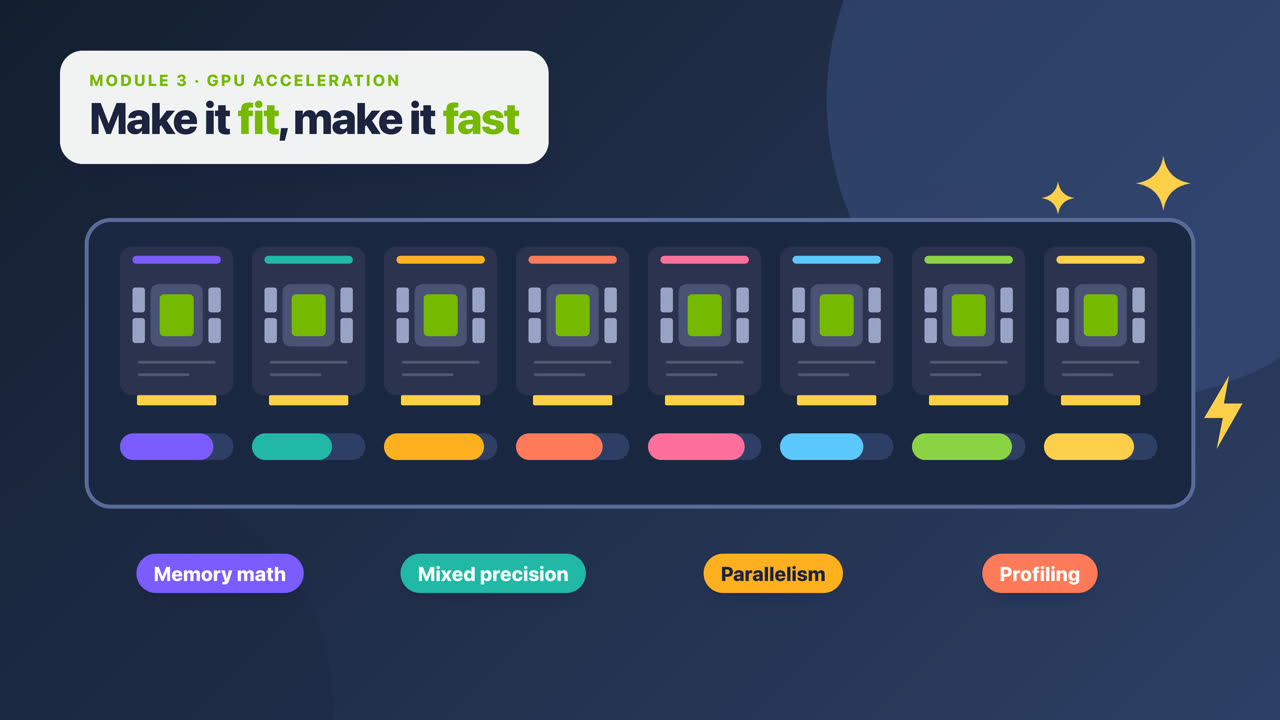 MODULE 3 · GPU ACCELERATION
Make it fit, make it fast
Memory math
Mixed precision
Parallelism
Profiling